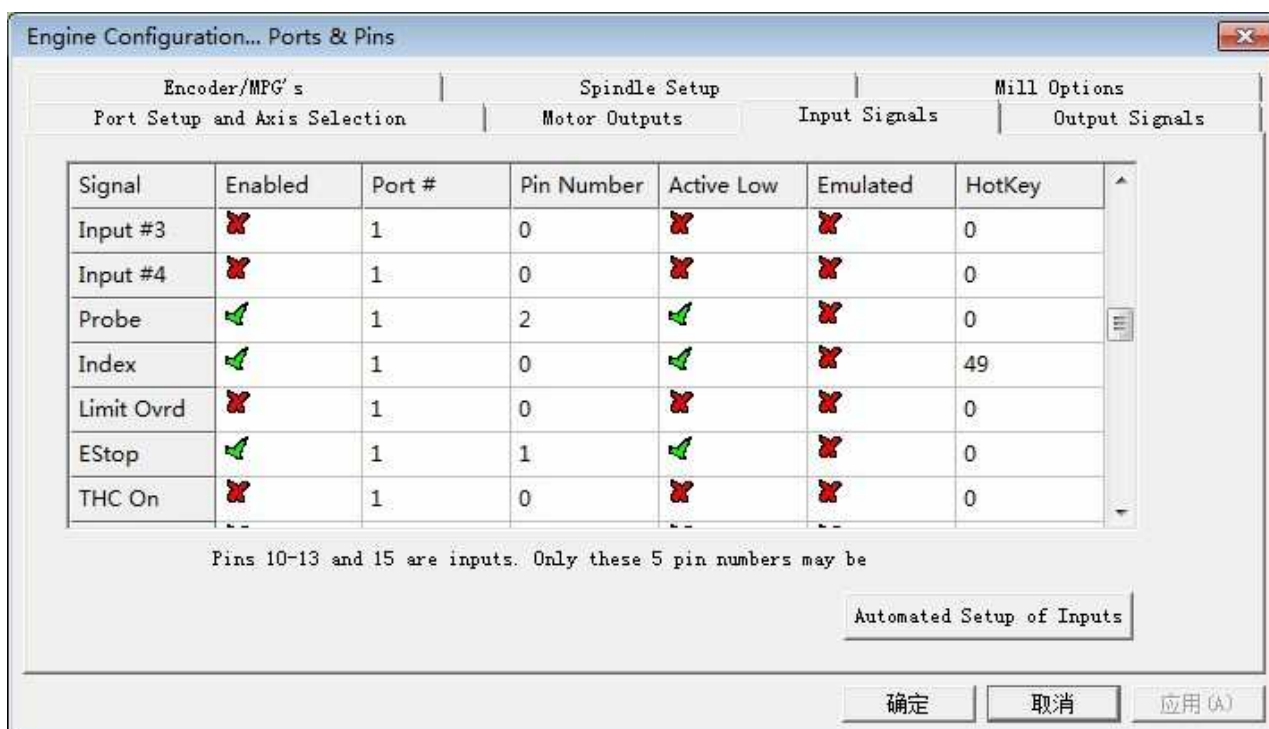 Engine Configuration... Ports & Pins
Encoder/MPG's Spindle Setup Mill Options
Port Setup and Axis Selection Motor Outputs Input Signals Output Signals
Signal Enabled Port # Pin Number Active Low Emulated HotKey
Input #3 1 0 0
Input #4 1 0 0
Probe 1 2 0
Index 1 0 49
Limit Ovrd 1 0 0
EStop 1 1 0
THC On 1 0 0
Pins 10-13 and 15 are inputs. Only these 5 pin numbers may be
Automated Setup of Inputs
确定 取消 应用(A)